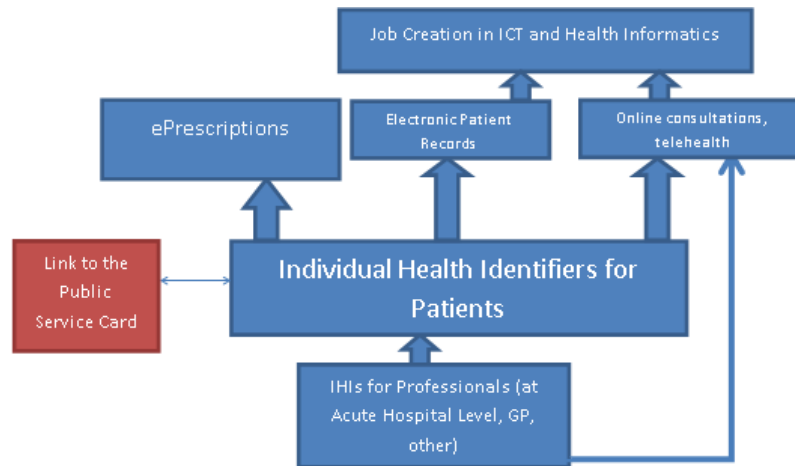 Job Creation in ICT and Health Informatics
ePrescriptions
Electronic Patient
Records
Online consultations,
telehealth
Link to the
Public
Service Card
Individual Health Identifiers for
Patients
IHIs for Professionals (at
Acute Hospital Level, GP,
other)